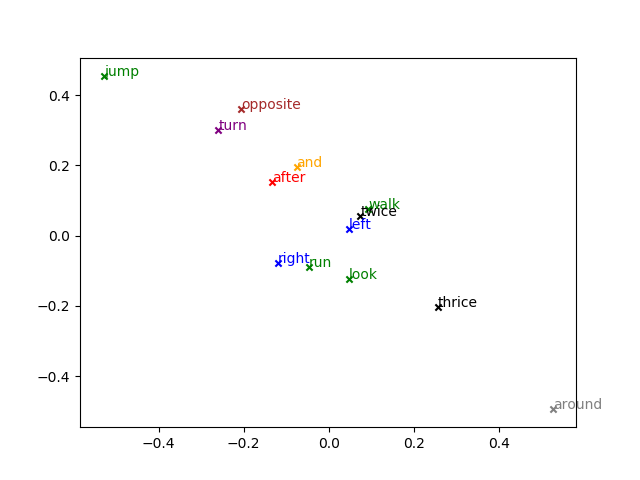 jump
opposite
turn
and
after
walk
twice
left
right
run
look
thrice
around
0.4
0.2
0.0
−0.2
−0.4
−0.4 −0.2 0.0 0.2 0.4